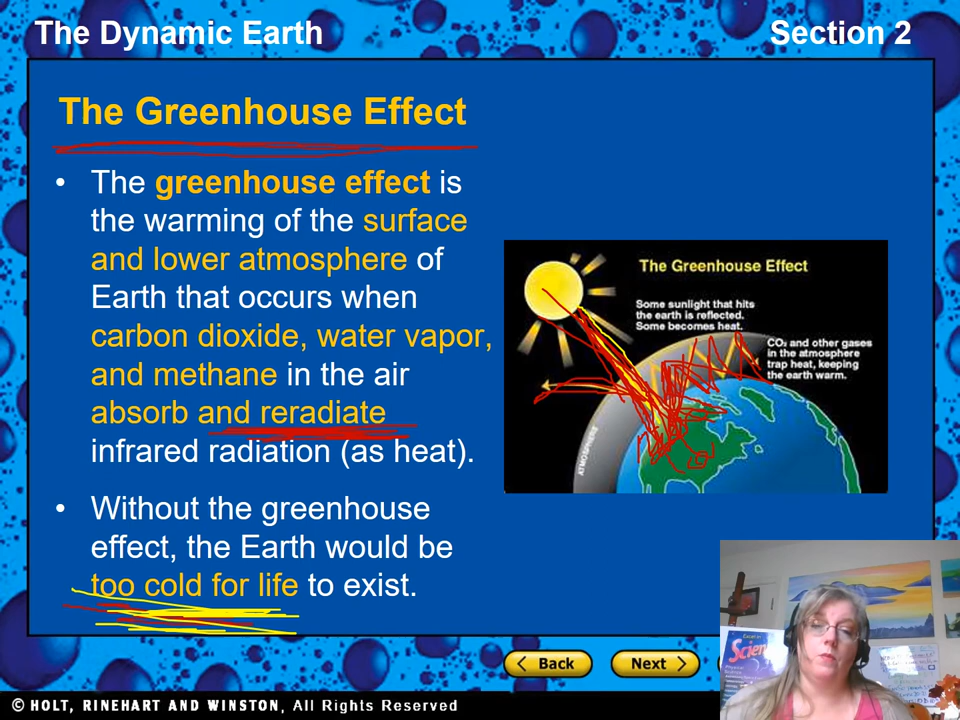 The Dynamic Earth
Section 2
The Greenhouse Effect
• The greenhouse effect is
the warming of the surface
and lower atmosphere of
Earth that occurs when
carbon dioxide, water vapor,
and methane in the air
absorb and reradiate
infrared radiation (as heat).
• Without the greenhouse
effect, the Earth would be
too cold for life to exist.
The Greenhouse Effect
Some sunlight that hits
the earth is reflected.
Some becomes heat.
CO₂ and other gases
in the atmosphere
trap heat, keeping
the earth warm.
ATMOSPHERE
Scien
Back
Next
© HOLT, RINEHART AND WINSTON, All Rights Reserved